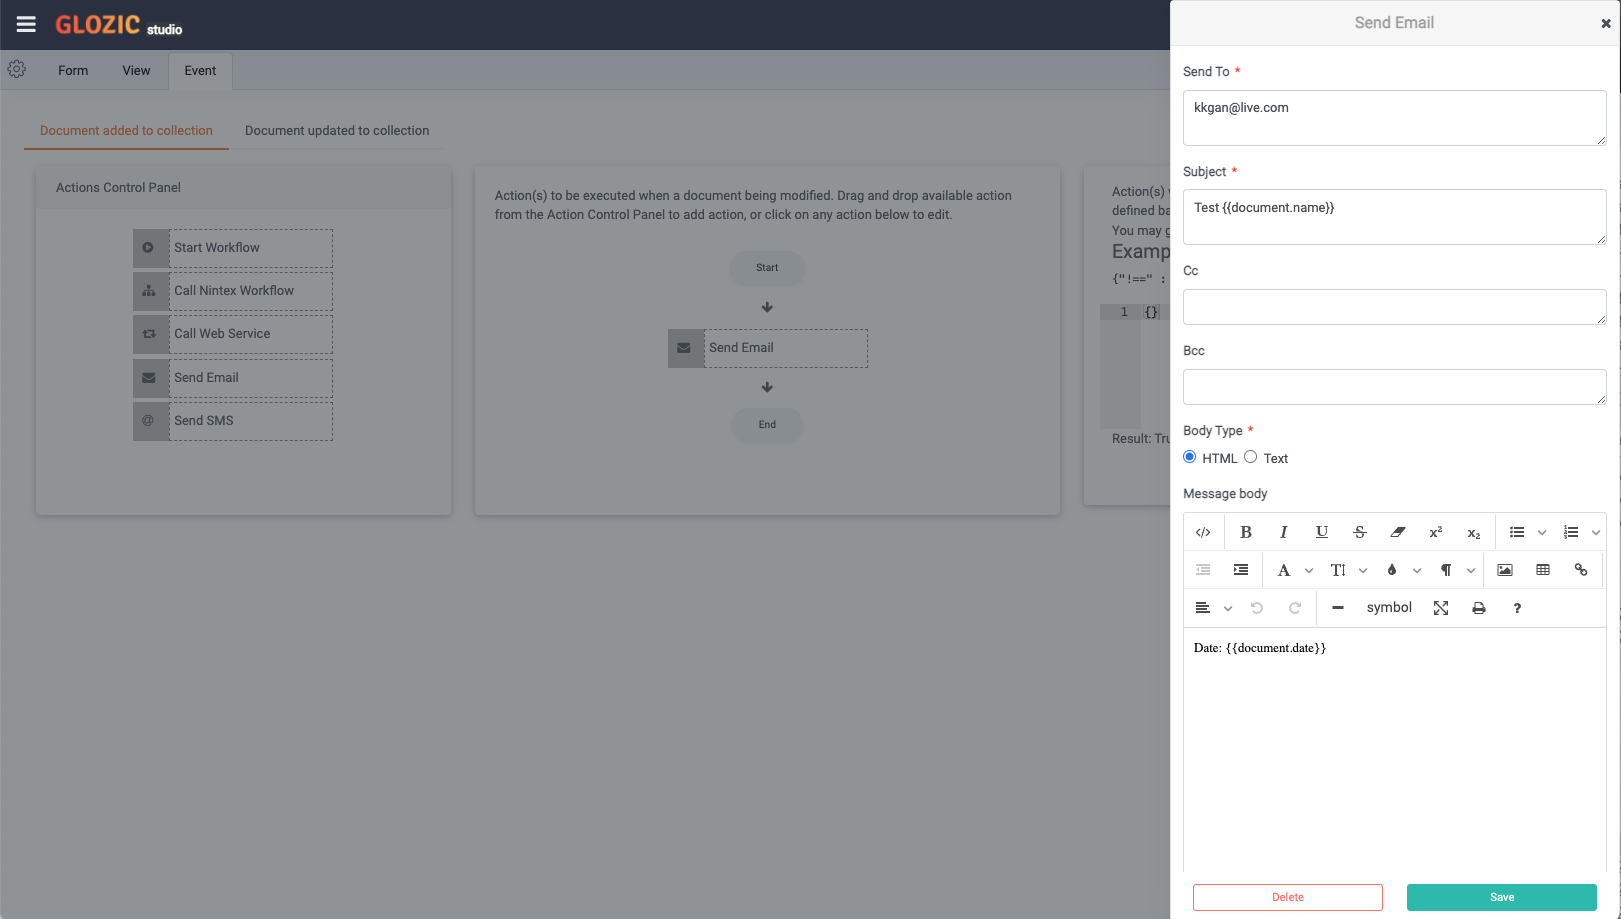 GLOZIC studio
Form
View
Event
Document added to collection
Document updated to collection
Actions Control Panel
Start Workflow
Call Nintex Workflow
Call Web Service
Send Email
@ Send SMS
Action(s) to be executed when a document being modified. Drag and drop available action
from the Action Control Panel to add action, or click on any action below to edit.
Start
Send Email
End
Action(s)
defined ba
You may g
Examp
{"!==" :
1 {}
Result: Tru
Send Email
Send To *
kkgan@live.com
Subject *
Test {{document.name}}
Cc
Bcc
Body Type *
HTML Text
Message body
</> B I U S x² x₂
A T
symbol ?
Date: {{document.date}}
Delete
Save